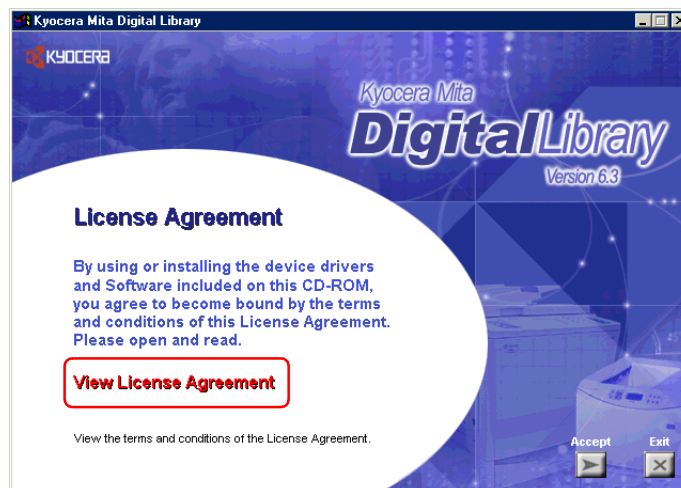 Kyocera Mita Digital Library
KYOCERA
Kyocera Mita
DigitalLibrary
Version 6.3
License Agreement
By using or installing the device drivers
and Software included on this CD-ROM,
you agree to become bound by the terms
and conditions of this License Agreement.
Please open and read.
View License Agreement
View the terms and conditions of the License Agreement.
Accept Exit